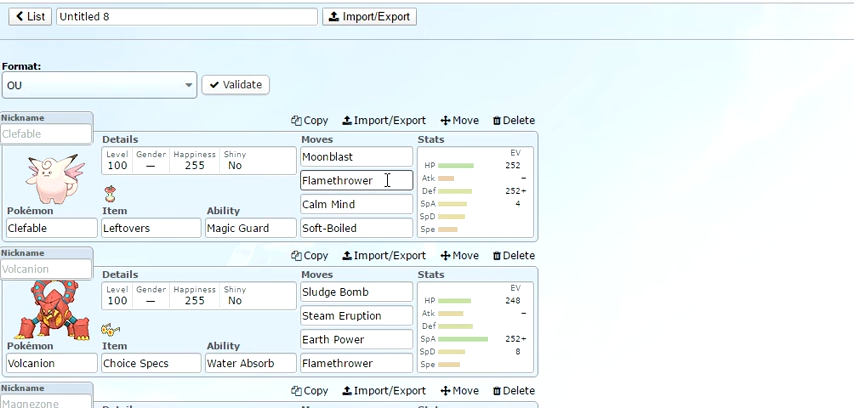 List Untitled 8 Import/Export
Format:
OU Validate
Copy Import/Export Move Delete
Nickname
Clefable
Details Moves Stats
Level Gender Happiness Shiny
100 — 255 No
Moonblast
Flamethrower
Calm Mind
Soft-Boiled
EV
HP 252
Atk –
Def 252+
SpA 4
SpD
Spe
Pokémon Item Ability
Clefable Leftovers Magic Guard
Copy Import/Export Move Delete
Nickname
Volcanion
Details Moves Stats
Level Gender Happiness Shiny
100 — 255 No
Sludge Bomb
Steam Eruption
Earth Power
Flamethrower
EV
HP 248
Atk –
Def
SpA 252+
SpD 8
Spe
Pokémon Item Ability
Volcanion Choice Specs Water Absorb
Copy Import/Export Move Delete
Nickname
Magnezone
Details Moves Stats